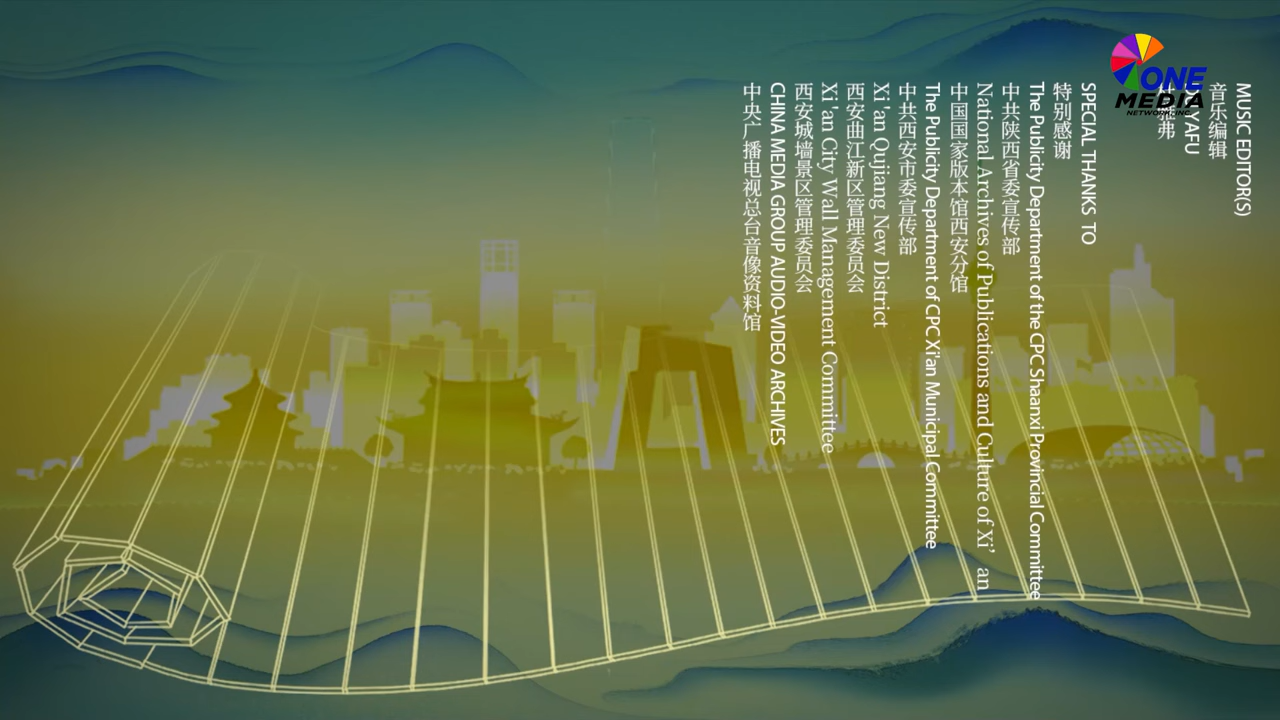 MUSIC EDITOR(S)
音乐编辑
YAFU
弗
SPECIAL THANKS TO
特别感谢
The Publicity Department of the CPC Shaanxi Provincial Committee
中共陕西省委宣传部
National Archives of Publications and Culture of Xi’an
中国国家版本馆西安分馆
The Publicity Department of CPC Xi'an Municipal Committee
中共西安市委宣传部
Xi'an Qujiang New District
西安曲江新区管理委员会
Xi'an City Wall Management Committee
西安城墙景区管理委员会
CHINA MEDIA GROUP AUDIO-VIDEO ARCHIVES
中央广播电视总台音像资料馆
ONE
MEDIA
NETWORK INC